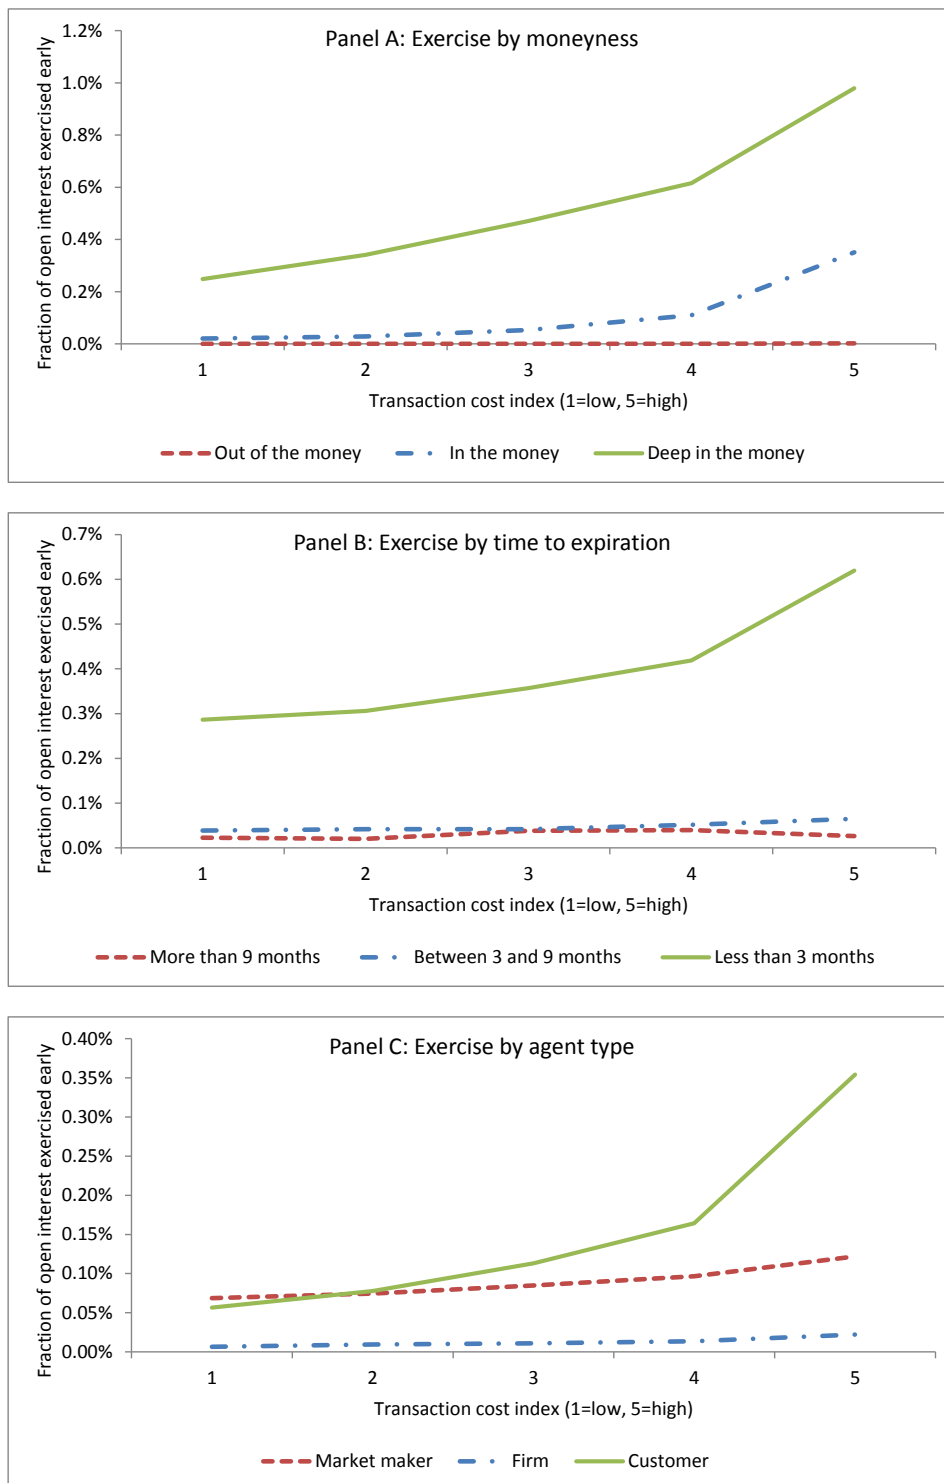 Panel A: Exercise by moneyness
Fraction of open interest exercised early
1.2%
1.0%
0.8%
0.6%
0.4%
0.2%
0.0%
1 2 3 4 5
Transaction cost index (1=low, 5=high)
Out of the money In the money Deep in the money
Panel B: Exercise by time to expiration
Fraction of open interest exercised early
0.7%
0.6%
0.5%
0.4%
0.3%
0.2%
0.1%
0.0%
1 2 3 4 5
Transaction cost index (1=low, 5=high)
More than 9 months Between 3 and 9 months Less than 3 months
Panel C: Exercise by agent type
Fraction of open interest exercised early
0.40%
0.35%
0.30%
0.25%
0.20%
0.15%
0.10%
0.05%
0.00%
1 2 3 4 5
Transaction cost index (1=low, 5=high)
Market maker Firm Customer